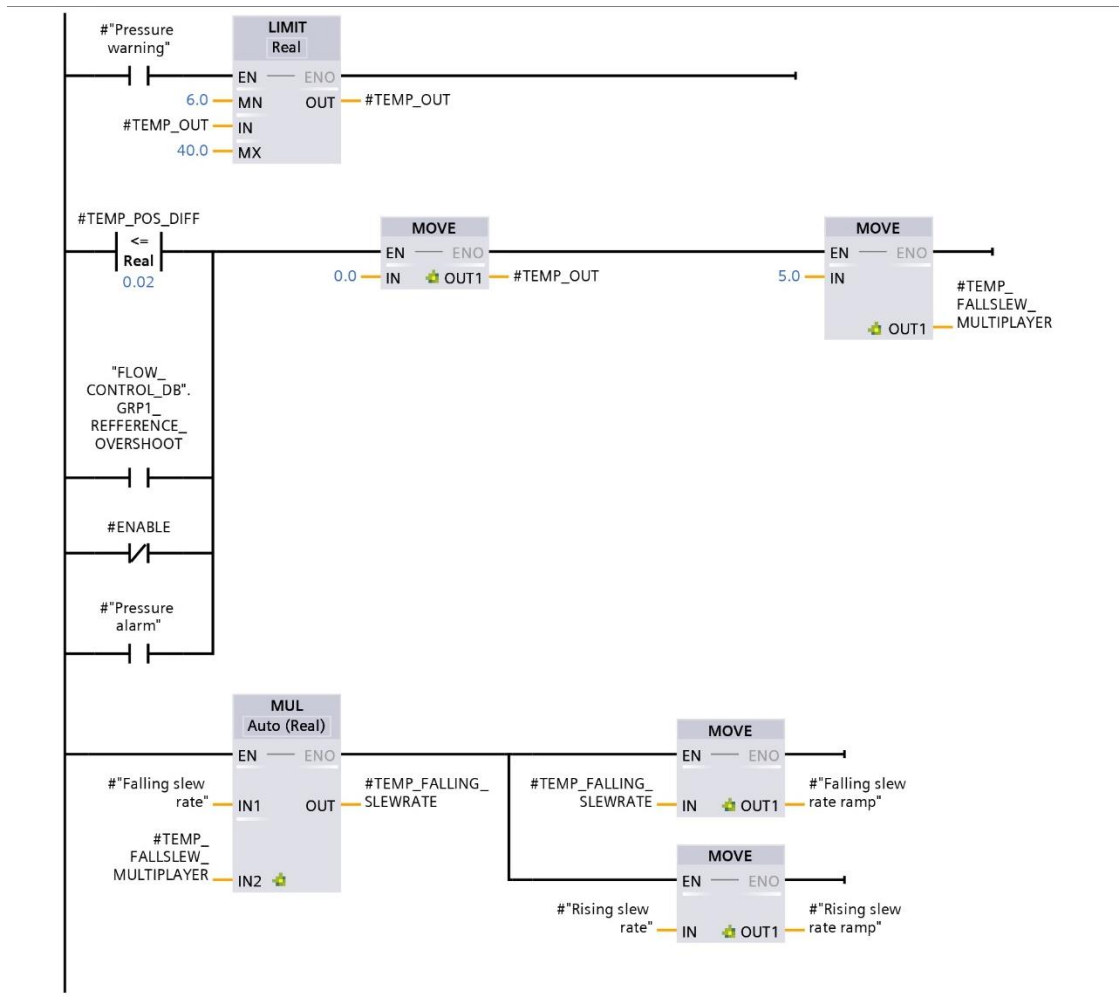 #"Pressure
warning"
LIMIT
Real
EN
ENO
6.0
MN
OUT
#TEMP_OUT
#TEMP_OUT
IN
40.0
MX
#TEMP_POS_DIFF
<=
Real
0.02
MOVE
EN
ENO
0.0
IN
OUT1
#TEMP_OUT
MOVE
EN
ENO
5.0
IN
#TEMP_
FALLSLEW_
MULTIPLAYER
OUT1
"FLOW_
CONTROL_DB".
GRP1_
REFFERENCE_
OVERSHOOT
#ENABLE
#"Pressure
alarm"
MUL
Auto (Real)
EN
ENO
#"Falling slew
rate"
IN1
OUT
#TEMP_FALLING_
SLEWRATE
#TEMP_
FALLSLEW_
MULTIPLAYER
IN2
MOVE
EN
ENO
#TEMP_FALLING_
SLEWRATE
IN
OUT1
#"Falling slew
rate ramp"
MOVE
EN
ENO
#"Rising slew
rate"
IN
OUT1
#"Rising slew
rate ramp"